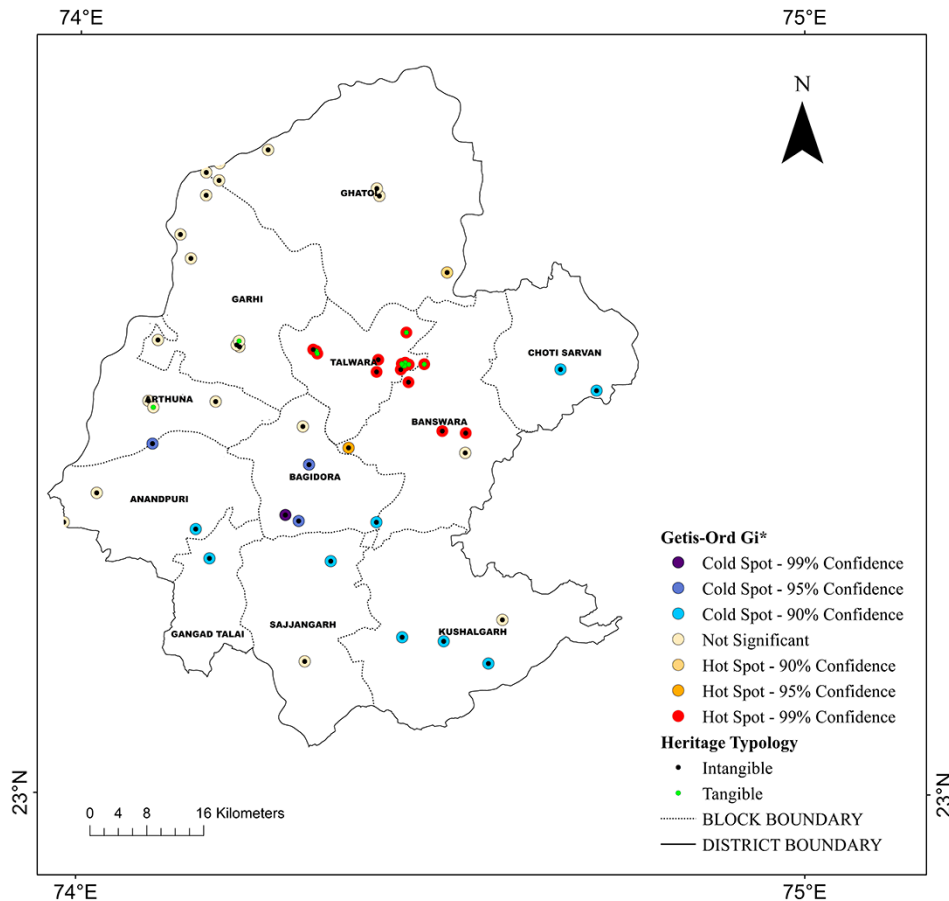 74°E
75°E
N
GHATOL
GARHI
TALWARA
CHOTI SARVAN
ARTHUNA
BANSWARA
BAGIDORA
ANANDPURI
GANGAD TALAI
SAJJANGARH
KUSHALGARH
Getis-Ord Gi*
Cold Spot - 99% Confidence
Cold Spot - 95% Confidence
Cold Spot - 90% Confidence
Not Significant
Hot Spot - 90% Confidence
Hot Spot - 95% Confidence
Hot Spot - 99% Confidence
Heritage Typology
Intangible
Tangible
BLOCK BOUNDARY
DISTRICT BOUNDARY
23°N
23°N
0 4 8 16 Kilometers
74°E
75°E